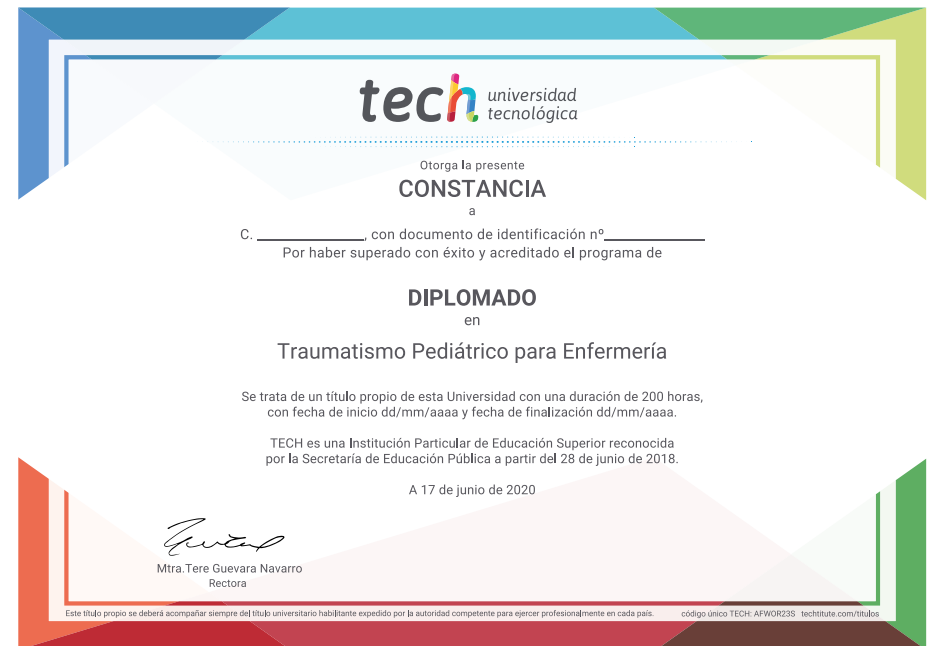 tech universidad
tecnológica
Otorga la presente
CONSTANCIA
a
C. ______________, con documento de identificación nº_____________
Por haber superado con éxito y acreditado el programa de
DIPLOMADO
en
Traumatismo Pediátrico para Enfermería
Se trata de un título propio de esta Universidad con una duración de 200 horas,
con fecha de inicio dd/mm/aaaa y fecha de finalización dd/mm/aaaa.
TECH es una Institución Particular de Educación Superior reconocida
por la Secretaría de Educación Pública a partir del 28 de junio de 2018.
A 17 de junio de 2020
Mtra.Tere Guevara Navarro
Rectora
Este título propio se deberá acompañar siempre del título universitario habilitante expedido por la autoridad competente para ejercer profesionalmente en cada país. código único TECH: AFWOR23S techtitute.com/titulos